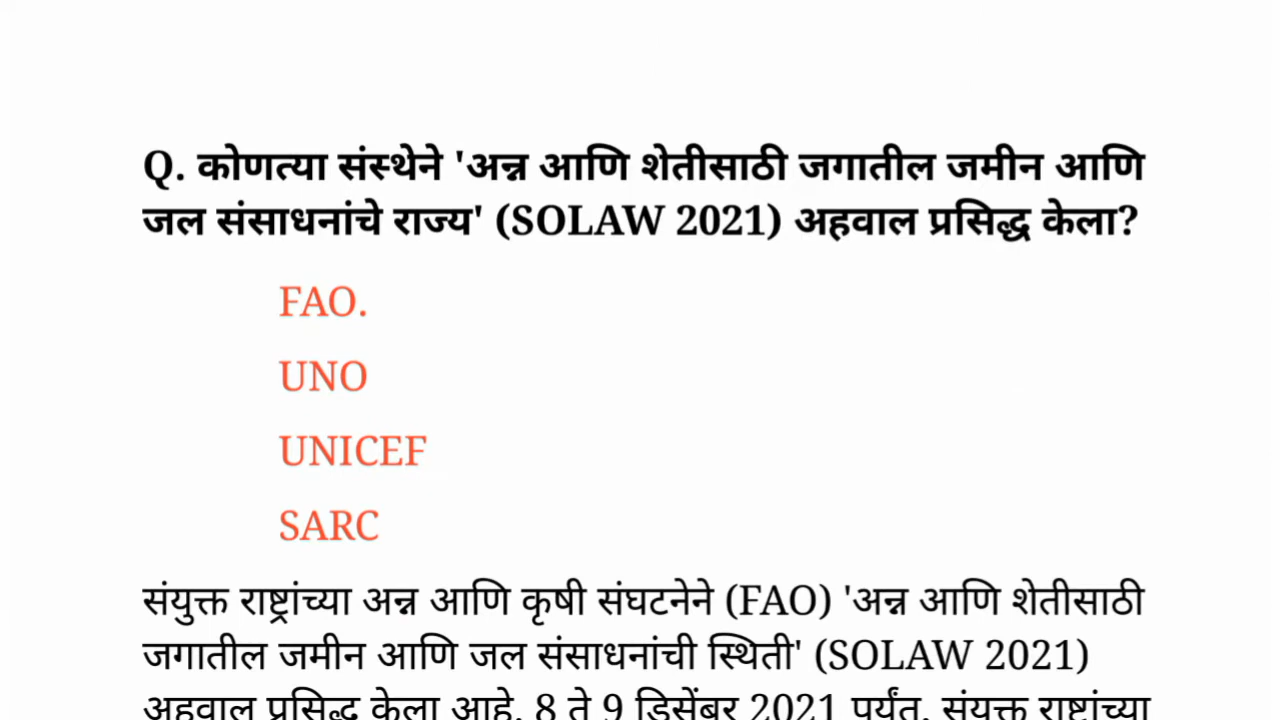 Q. कोणत्या संस्थेने 'अन्न आणि शेतीसाठी जगातील जमीन आणि
जल संसाधनांचे राज्य' (SOLAW 2021) अहवाल प्रसिद्ध केला?
FAO.
UNO
UNICEF
SARC
संयुक्त राष्ट्रांच्या अन्न आणि कृषी संघटनेने (FAO) 'अन्न आणि शेतीसाठी
जगातील जमीन आणि जल संसाधनांची स्थिती' (SOLAW 2021)
अहवाल प्रसिद्ध केला आहे. 8 ते 9 डिसेंबर 2021 पर्यंत, संयुक्त राष्ट्रांच्या